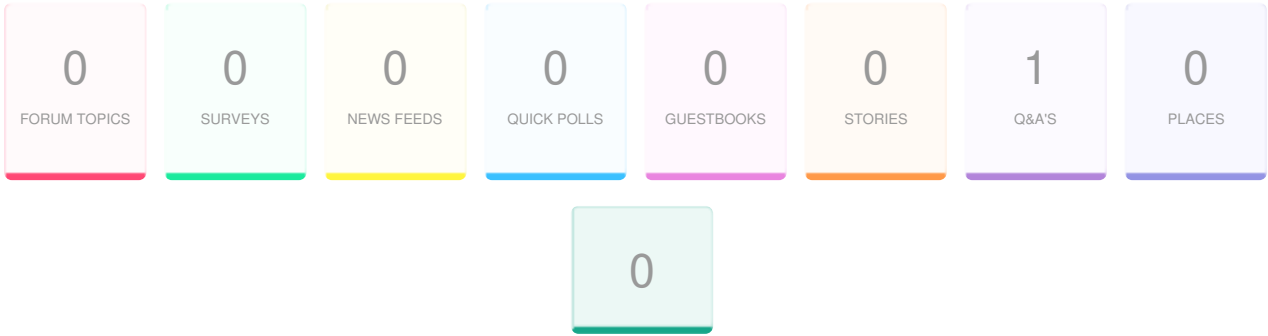 0 0 0 0 0 0 1 0
FORUM TOPICS SURVEYS NEWS FEEDS QUICK POLLS GUESTBOOKS STORIES Q&A'S PLACES
0